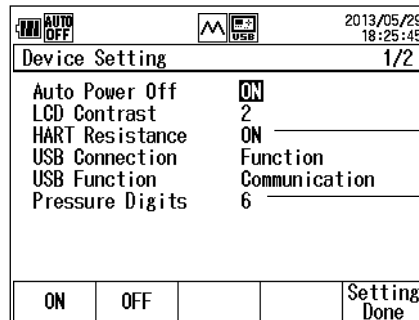 AUTO OFF USB 2013/05/29 18:25:45
Device Setting 1/2
Auto Power Off ON
LCD Contrast 2
HART Resistance ON
USB Connection Function
USB Function Communication
Pressure Digits 6
ON OFF Setting Done